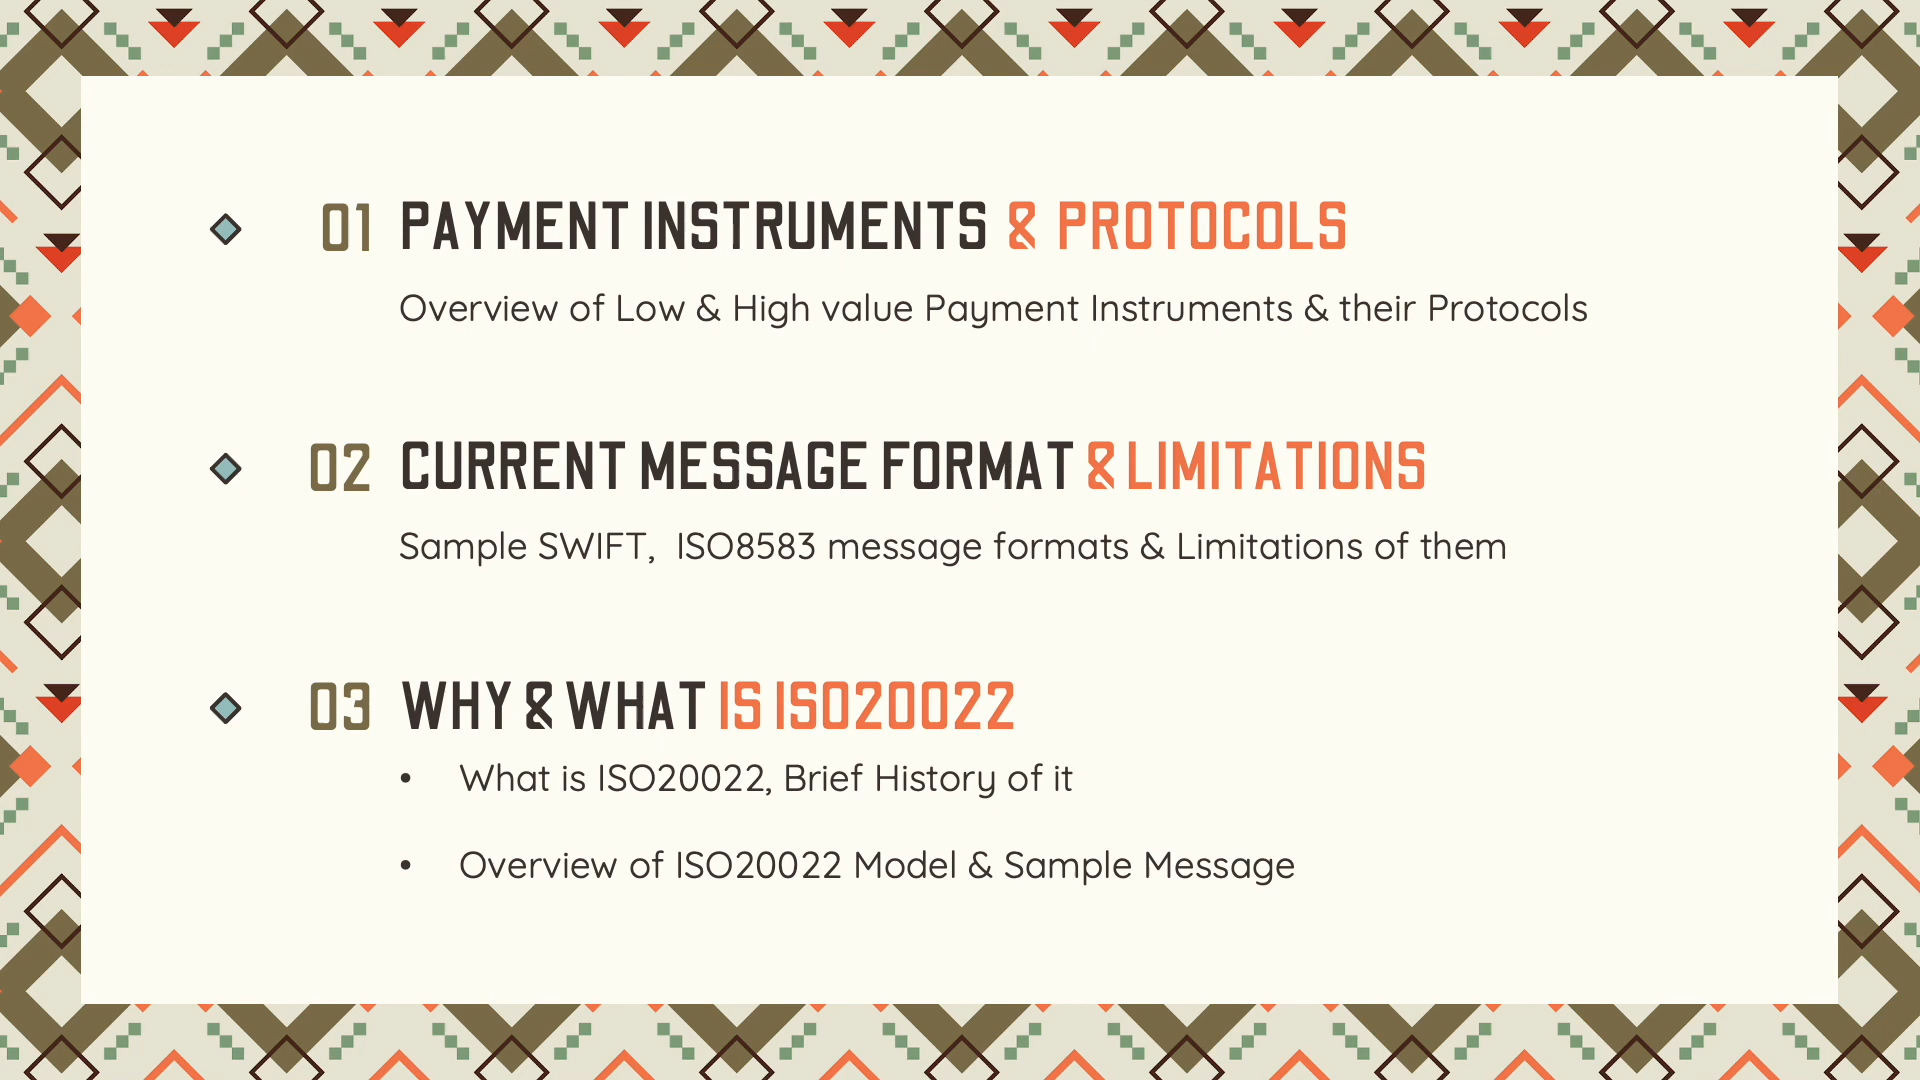 01 PAYMENT INSTRUMENTS & PROTOCOLS
Overview of Low & High value Payment Instruments & their Protocols
02 CURRENT MESSAGE FORMAT & LIMITATIONS
Sample SWIFT,  ISO8583 message formats & Limitations of them
03 WHY & WHAT IS ISO20022
• What is ISO20022, Brief History of it
• Overview of ISO20022 Model & Sample Message